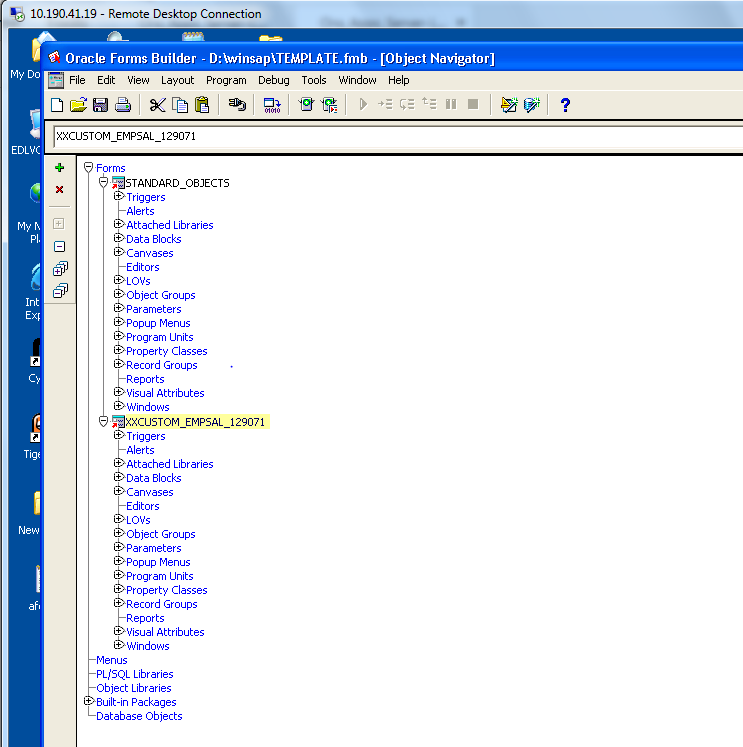 10.190.41.19 - Remote Desktop Connection
Oracle Forms Builder - D:\winsap\TEMPLATE.fmb - [Object Navigator]
My Do
File Edit View Layout Program Debug Tools Window Help
XXCUSTOM_EMPSAL_129071
EDLV
Forms
STANDARD_OBJECTS
Triggers
Alerts
My N
Pl
Attached Libraries
Data Blocks
Canvases
Editors
LOVs
Int
Exp
Object Groups
Parameters
Popup Menus
Program Units
Property Classes
Record Groups
Cy
Reports
Visual Attributes
Windows
XXCUSTOM_EMPSAL_129071
Triggers
Alerts
Tige
Attached Libraries
Data Blocks
Canvases
Editors
LOVs
New
Object Groups
Parameters
Popup Menus
Program Units
Property Classes
Record Groups
af
Reports
Visual Attributes
Windows
Menus
PL/SQL Libraries
Object Libraries
Built-in Packages
Database Objects